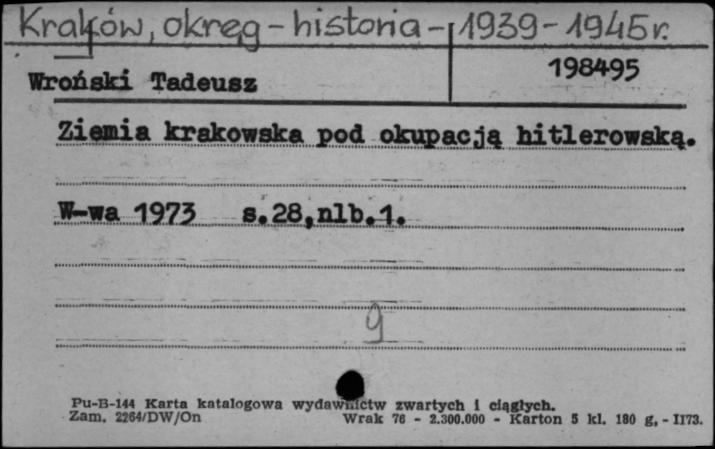 Kraków, okręg - historia - 1939 - 1945 r.
198495
Wroński Tadeusz
Ziemia krakowska pod okupacją hitlerowską.
W-wa 1973 s.28,nlb.1.
9
Pu-B-144 Karta katalogowa wydawnictw zwartych i ciągłych.
Zam. 2264/DW/On Wrak 76 - 2.300.000 - Karton 5 kl. 180 g, - II73.